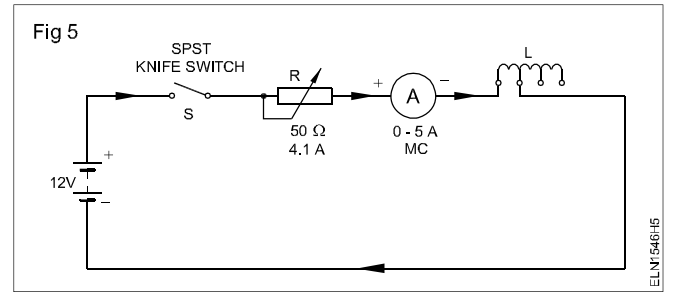 Fig 5
SPST
KNIFE SWITCH
S
R
50 Ω
4.1 A
+
A
−
0 - 5 A
MC
L
12V
+
−
ELN1546H5